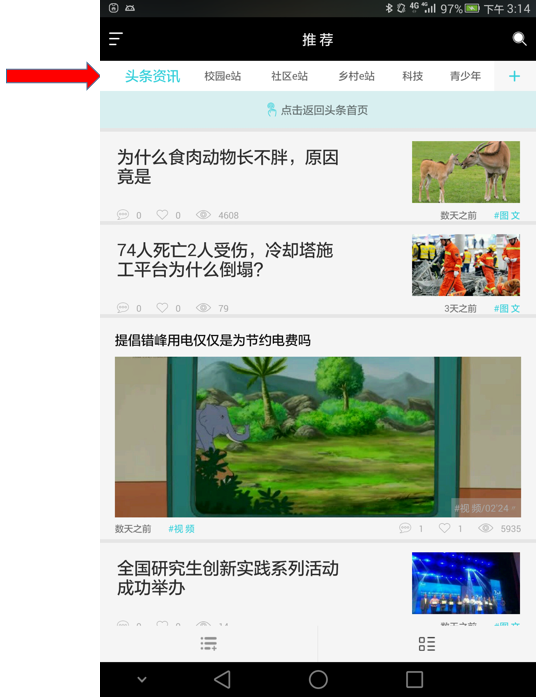 4G 4G 97% 下午 3:14
推荐
头条资讯 校园e站 社区e站 乡村e站 科技 青少年 +
点击返回头条首页
为什么食肉动物长不胖，原因
竟是
0 0 4608 数天之前 #图文
74人死亡2人受伤，冷却塔施
工平台为什么倒塌？
0 0 79 3天之前 #图文
提倡错峰用电仅仅是为节约电费吗
#视频/02'24"
数天之前 #视频 1 1 5935
全国研究生创新实践系列活动
成功举办
数天之前 #图文